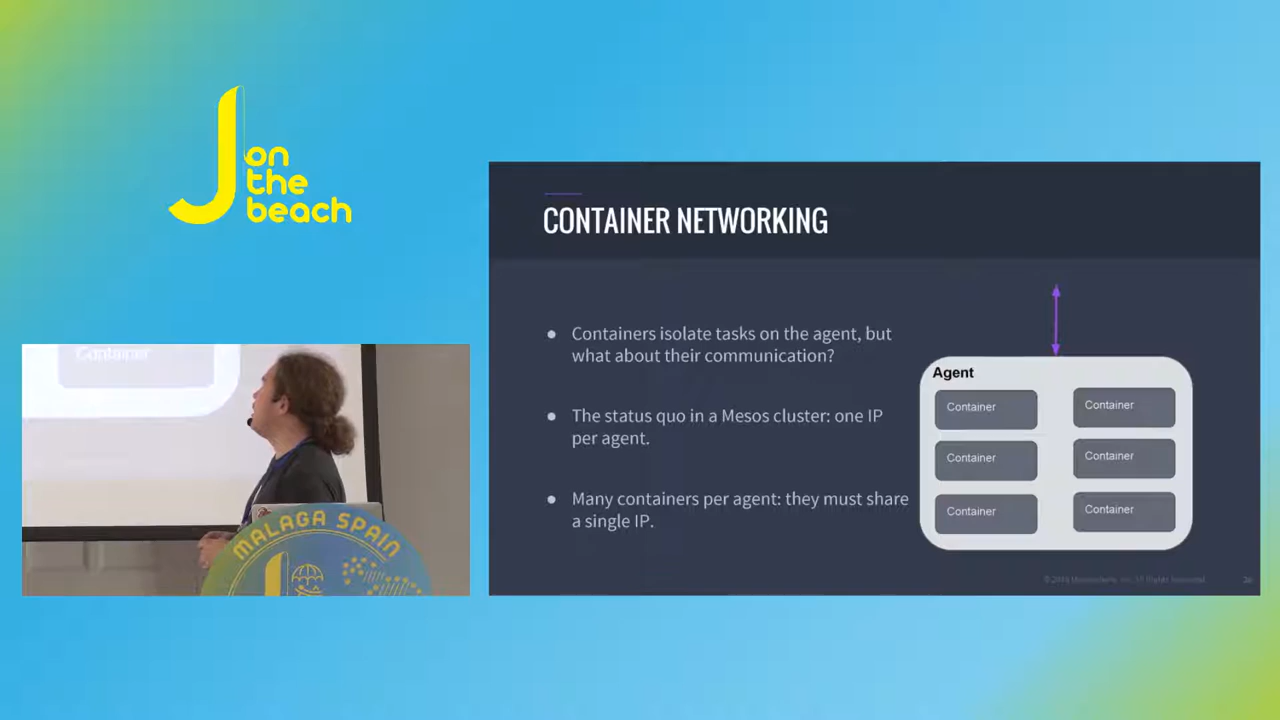 J
on
the
beach
Container
MALAGA SPAIN
CONTAINER NETWORKING
● Containers isolate tasks on the agent, but
what about their communication?
● The status quo in a Mesos cluster: one IP
per agent.
● Many containers per agent: they must share
a single IP.
Agent
Container
Container
Container
Container
Container
Container